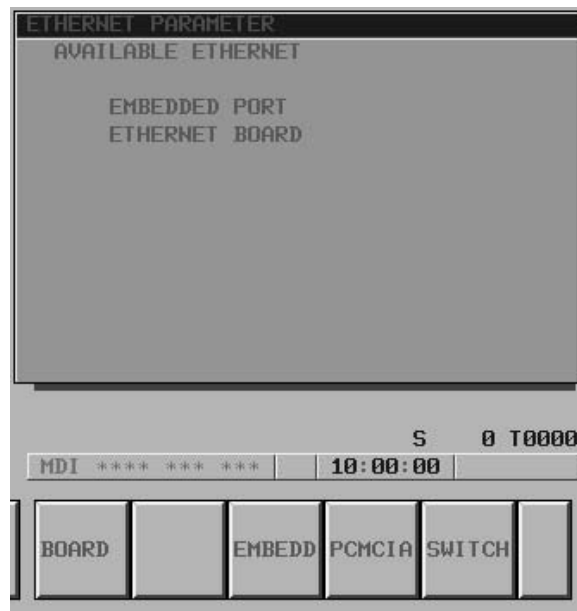 ETHERNET PARAMETER
AVAILABLE ETHERNET
EMBEDDED PORT
ETHERNET BOARD
S 0 T0000
MDI **** *** *** 10:00:00
BOARD EMBEDD PCMCIA SWITCH